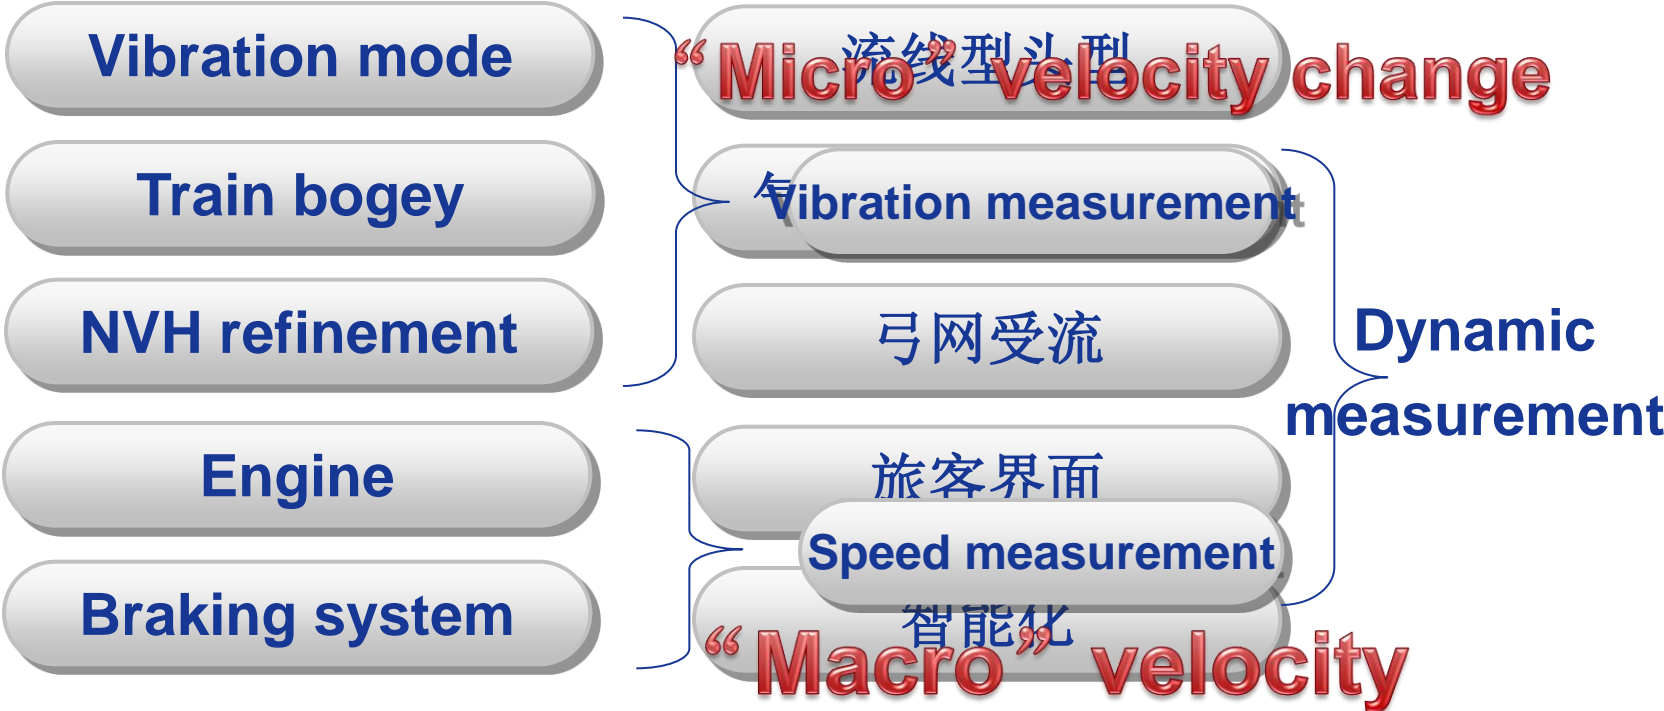 Vibration mode
流线型头型
“Micro” velocity change
Train bogey
Vibration measurement
NVH refinement
弓网受流
Dynamic
measurement
Engine
旅客界面
Speed measurement
Braking system
智能化
“Macro” velocity